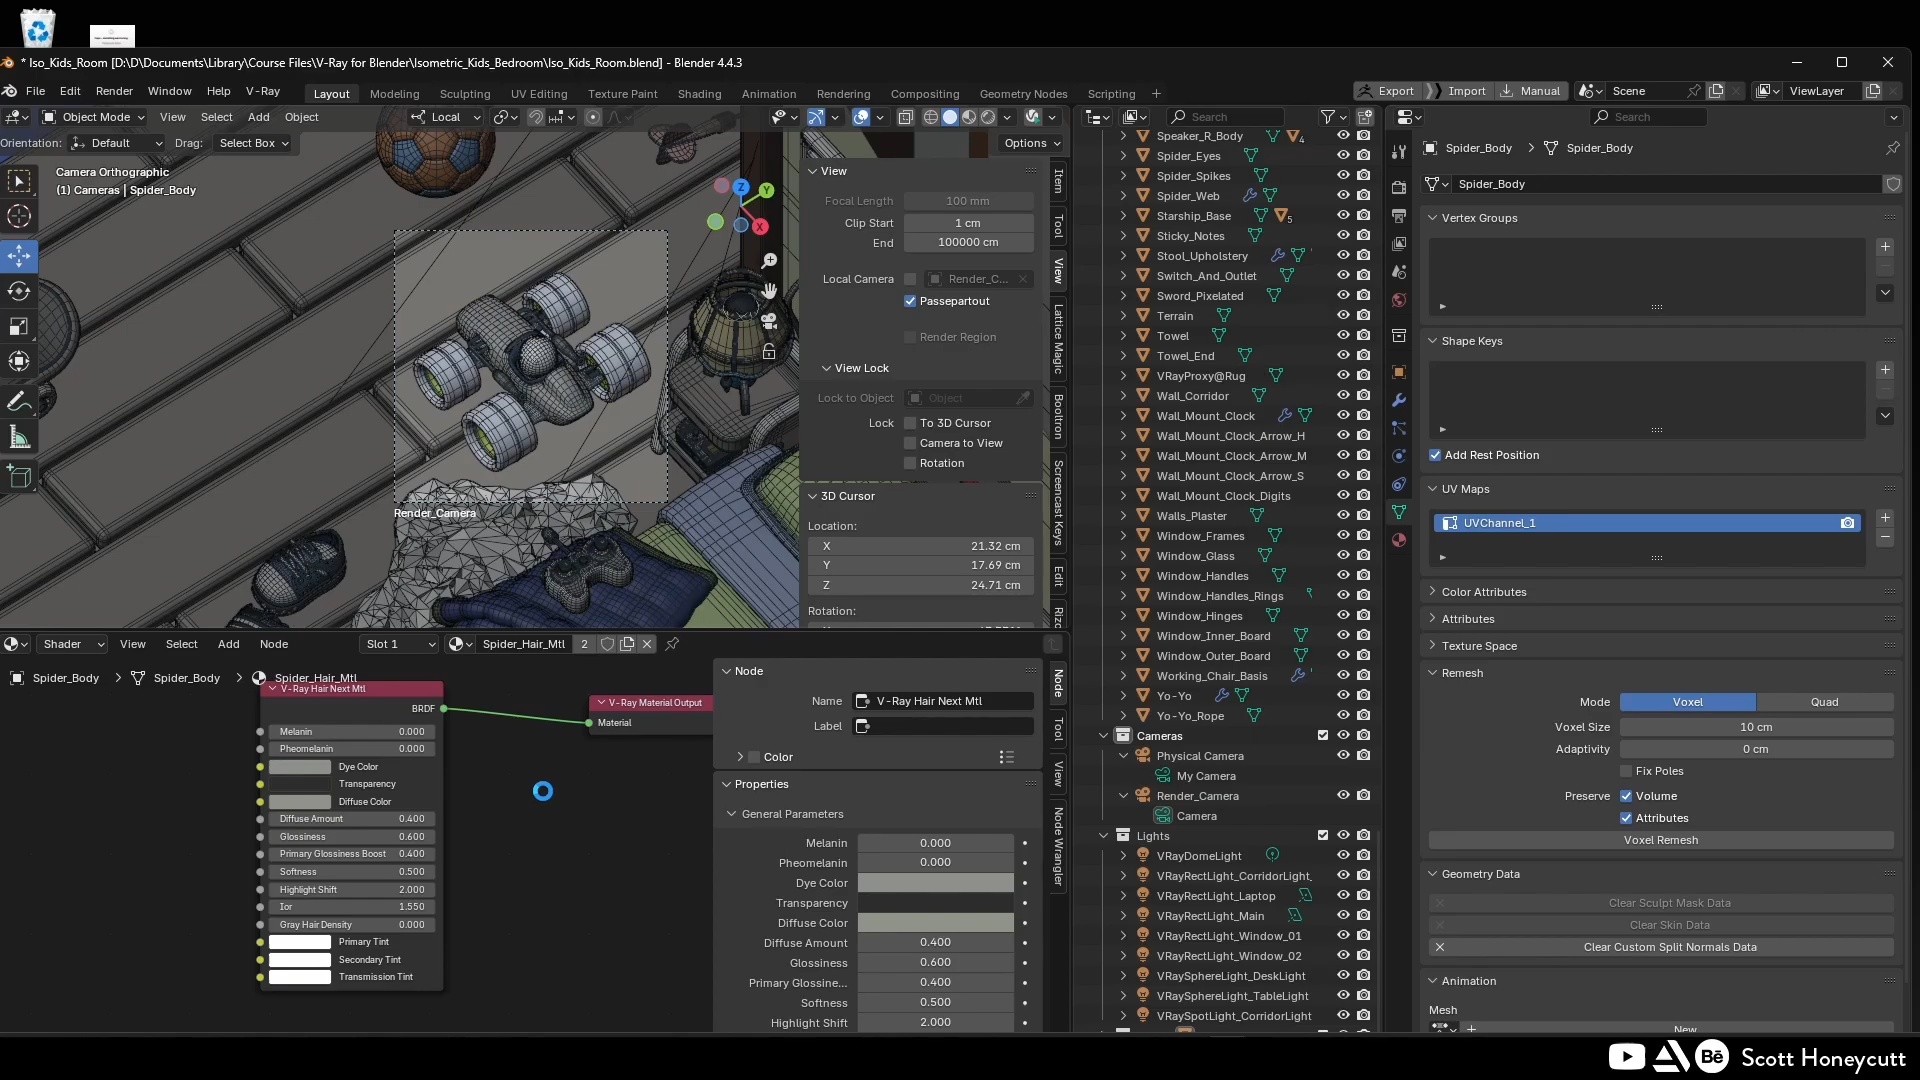 * Iso_Kids_Room [D:\D\Documents\Library\Course Files\V-Ray for Blender\Isometric_Kids_Bedroom\Iso_Kids_Room.blend] - Blender 4.4.3
File Edit Render Window Help V-Ray Layout Modeling Sculpting UV Editing Texture Paint Shading Animation Rendering Compositing Geometry Nodes Scripting + Export Import Manual Scene ViewLayer
Object Mode View Select Add Object Local
Orientation: Default Drag: Select Box Options
Camera Orthographic
(1) Cameras | Spider_Body
Z
Y
X
Render_Camera
View
Focal Length 100 mm
Clip Start 1 cm
End 100000 cm
Local Camera Render_C...
Passepartout
Render Region
View Lock
Lock to Object Object
Lock To 3D Cursor
Camera to View
Rotation
3D Cursor
Location:
X 21.32 cm
Y 17.69 cm
Z 24.71 cm
Rotation:
Item
Tool
View
Lattice Magic
Booltron
Screencast Keys
Edit
Shader View Select Add Node Slot 1 Spider_Hair_Mtl 2
Spider_Body > Spider_Body > Spider_Hair_Mtl
V-Ray Hair Next Mtl
BRDF
Melanin 0.000
Pheomelanin 0.000
Dye Color
Transparency
Diffuse Color
Diffuse Amount 0.400
Glossiness 0.600
Primary Glossiness Boost 0.400
Softness 0.500
Highlight Shift 2.000
Ior 1.550
Gray Hair Density 0.000
Primary Tint
Secondary Tint
Transmission Tint
V-Ray Material Output
Material
Node
Name V-Ray Hair Next Mtl
Label
Color
Properties
General Parameters
Melanin 0.000
Pheomelanin 0.000
Dye Color
Transparency
Diffuse Color
Diffuse Amount 0.400
Glossiness 0.600
Primary Glossine... 0.400
Softness 0.500
Highlight Shift 2.000
Node
Tool
View
Node Wrangler
Search
Speaker_R_Body 4
Spider_Eyes
Spider_Spikes
Spider_Web
Starship_Base 5
Sticky_Notes
Stool_Upholstery
Switch_And_Outlet
Sword_Pixelated
Terrain
Towel
Towel_End
VRayProxy@Rug
Wall_Corridor
Wall_Mount_Clock
Wall_Mount_Clock_Arrow_H
Wall_Mount_Clock_Arrow_M
Wall_Mount_Clock_Arrow_S
Wall_Mount_Clock_Digits
Walls_Plaster
Window_Frames
Window_Glass
Window_Handles
Window_Handles_Rings
Window_Hinges
Window_Inner_Board
Window_Outer_Board
Working_Chair_Basis
Yo-Yo
Yo-Yo_Rope
Cameras
Physical Camera
My Camera
Render_Camera
Camera
Lights
VRayDomeLight
VRayRectLight_CorridorLight_
VRayRectLight_Laptop
VRayRectLight_Main
VRayRectLight_Window_01
VRayRectLight_Window_02
VRaySphereLight_DeskLight
VRaySphereLight_TableLight
VRaySpotLight_CorridorLight
Search
Spider_Body > Spider_Body
Spider_Body
Vertex Groups
Shape Keys
Add Rest Position
UV Maps
UVChannel_1
Color Attributes
Attributes
Texture Space
Remesh
Mode Voxel Quad
Voxel Size 10 cm
Adaptivity 0 cm
Fix Poles
Preserve Volume
Attributes
Voxel Remesh
Geometry Data
Clear Sculpt Mask Data
Clear Skin Data
Clear Custom Split Normals Data
Animation
Mesh
New
Bē Scott Honeycutt